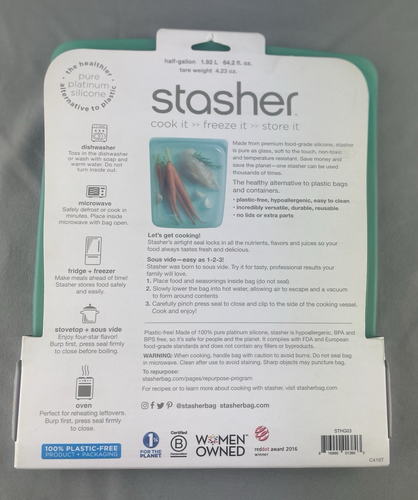 half-gallon 1.92 L 64.2 fl. oz.
tare weight 4.23 oz.
• the healthier •
pure
platinum
silicone
alternative to plastic
stasher
cook it >> freeze it >> store it
dishwasher
Toss in the dishwasher
or wash with soap and
warm water. Do not
turn inside out.
microwave
Safely defrost or cook
in minutes. Place inside
microwave with bag open.
fridge + freezer
Make meals ahead of time!
Stasher stores food safely
and easily.
stovetop + sous vide
Enjoy four-star flavor!
Burp first, press seal firmly
to close before boiling.
oven
Perfect for reheating leftovers.
Burp first, press seal firmly
to close.
Made from premium food-grade silicone, stasher
is pure as glass, soft to the touch, non-toxic
and temperature resistant. Save money and
save the planet—one stasher can be used
thousands of times.
The healthy alternative to plastic bags
and containers.
• plastic-free, hypoallergenic, easy to clean
• incredibly versatile, durable, reusable
• no lids or extra parts
Let's get cooking!
Stasher's airtight seal locks in all the nutrients, flavors and juices so your
food always tastes fresh and delicious.
Sous vide—easy as 1-2-3!
Stasher was born to sous vide. Try it for tasty, professional results your
family will love.
1. Place food and seasonings inside bag (do not seal)
2. Slowly lower the bag into hot water, allowing air to escape and a vacuum
to form around contents
3. Carefully pinch press seal to close and clip to the side of the cooking vessel.
Cook and enjoy!
Plastic-free! Made of 100% pure platinum silicone, stasher is hypoallergenic, BPA and
BPS free, so it's safe for people and the planet. It complies with FDA and European
food-grade standards and does not contain any fillers or byproducts.
WARNING: When cooking, handle bag with caution to avoid burns. Do not seal bag
in microwave. Clean after use to avoid staining. Sharp objects may puncture bag.
To repurpose:
stasherbag.com/pages/repurpose-program
For recipes or to learn more about cooking with stasher, visit stasherbag.com.
@stasherbag stasherbag.com
STHG03
100% PLASTIC-FREE
PRODUCT + PACKAGING
1%
FOR THE
PLANET
Certified
B
Corporation
WOMEN
OWNED
reddot award 2016
winner